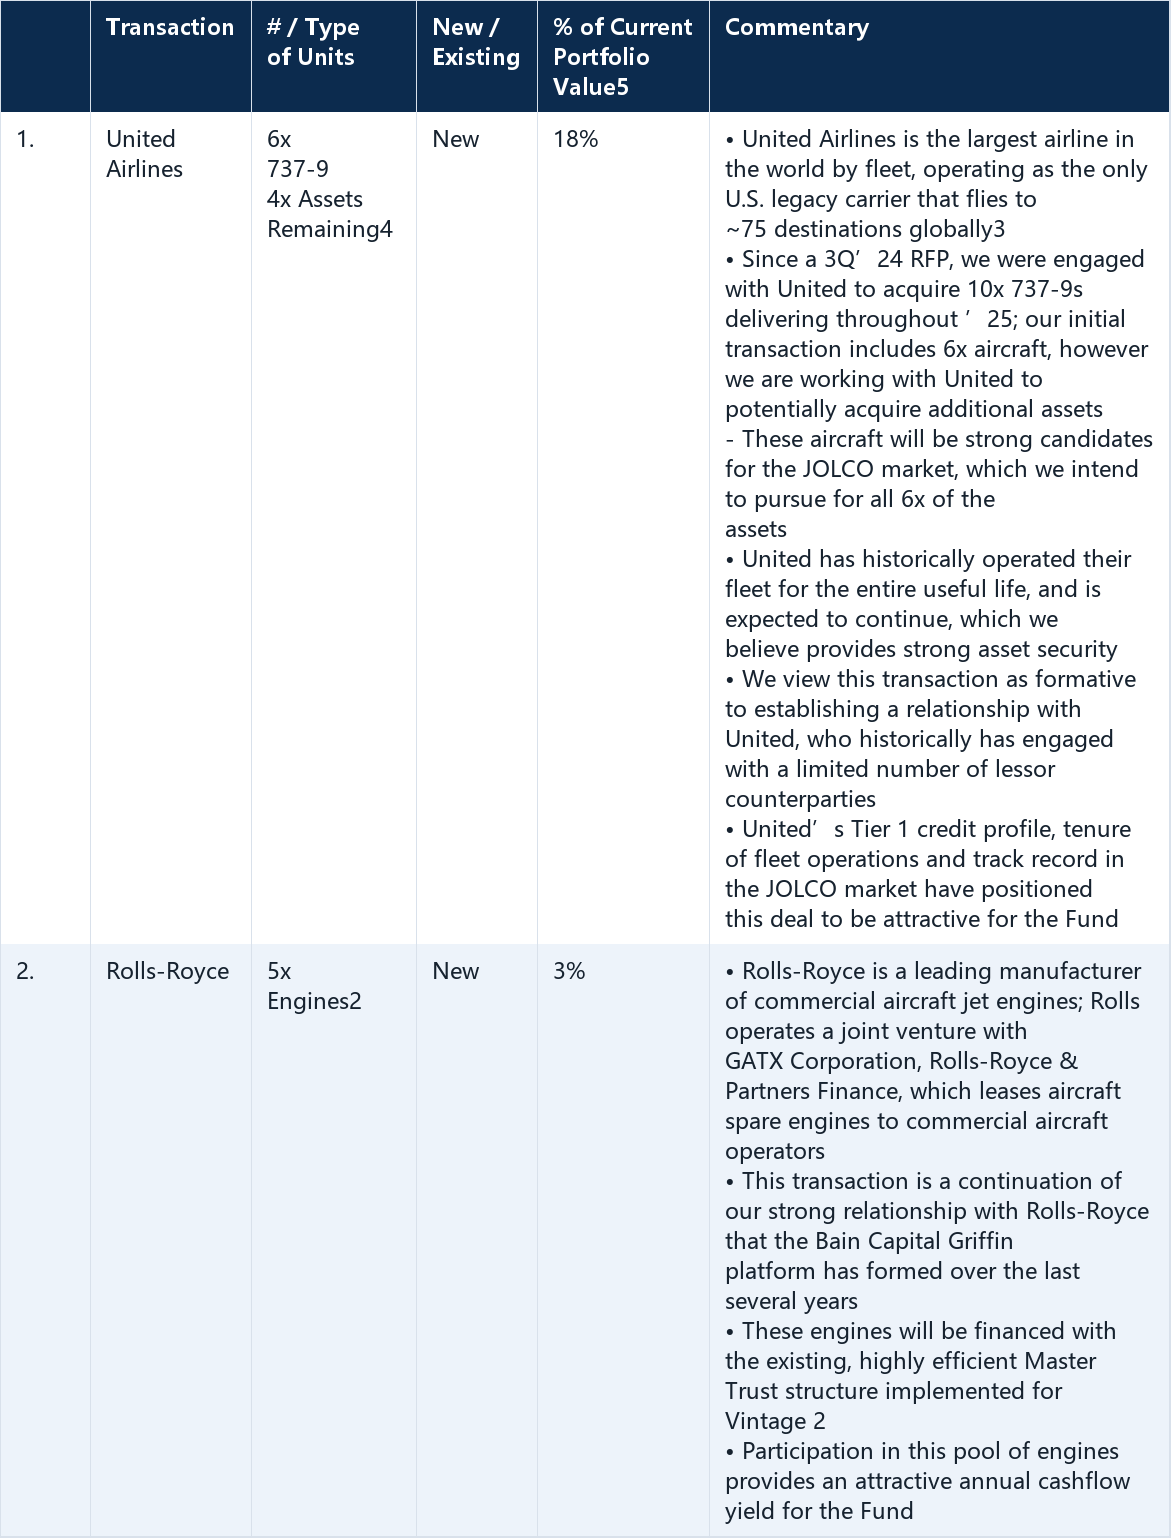 Transaction
# / Type
of Units
New /
Existing
% of Current
Portfolio
Value5
Commentary
1.
United
Airlines
6x
737-9
4x Assets
Remaining4
New
18%
• United Airlines is the largest airline in
the world by fleet, operating as the only
U.S. legacy carrier that flies to
~75 destinations globally3
• Since a 3Q’24 RFP, we were engaged
with United to acquire 10x 737-9s
delivering throughout ’25; our initial
transaction includes 6x aircraft, however
we are working with United to
potentially acquire additional assets
- These aircraft will be strong candidates
for the JOLCO market, which we intend
to pursue for all 6x of the
assets
• United has historically operated their
fleet for the entire useful life, and is
expected to continue, which we
believe provides strong asset security
• We view this transaction as formative
to establishing a relationship with
United, who historically has engaged
with a limited number of lessor
counterparties
• United’s Tier 1 credit profile, tenure
of fleet operations and track record in
the JOLCO market have positioned
this deal to be attractive for the Fund
2.
Rolls-Royce
5x
Engines2
New
3%
• Rolls-Royce is a leading manufacturer
of commercial aircraft jet engines; Rolls
operates a joint venture with
GATX Corporation, Rolls-Royce &
Partners Finance, which leases aircraft
spare engines to commercial aircraft
operators
• This transaction is a continuation of
our strong relationship with Rolls-Royce
that the Bain Capital Griffin
platform has formed over the last
several years
• These engines will be financed with
the existing, highly efficient Master
Trust structure implemented for
Vintage 2
• Participation in this pool of engines
provides an attractive annual cashflow
yield for the Fund